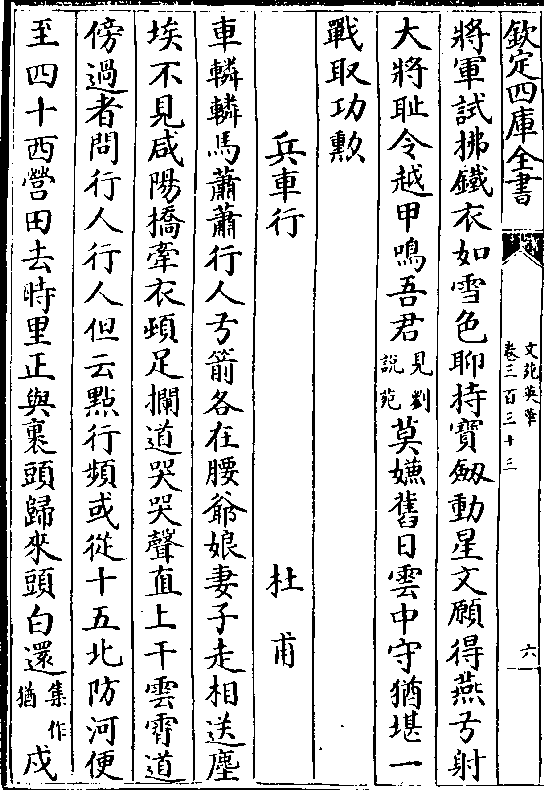 欽定四庫全書
文苑英華
卷三百三十三
六
將軍試拂鐵衣如雪色聊持寶劔動星文願得燕弓射
大將耻令越甲鳴吾君見劉說苑莫嫌舊日雲中守猶堪一
戰取功勲
兵車行 杜甫
車轔轔馬蕭蕭行人弓箭各在腰爺娘妻子走相送塵
埃不見咸陽橋牽衣頓足攔道哭哭聲直上干雲霄道
傍過者問行人行人但云點行頻或從十五北防河便
至四十西營田去時里正與裹頭歸來頭白還集作猶戍